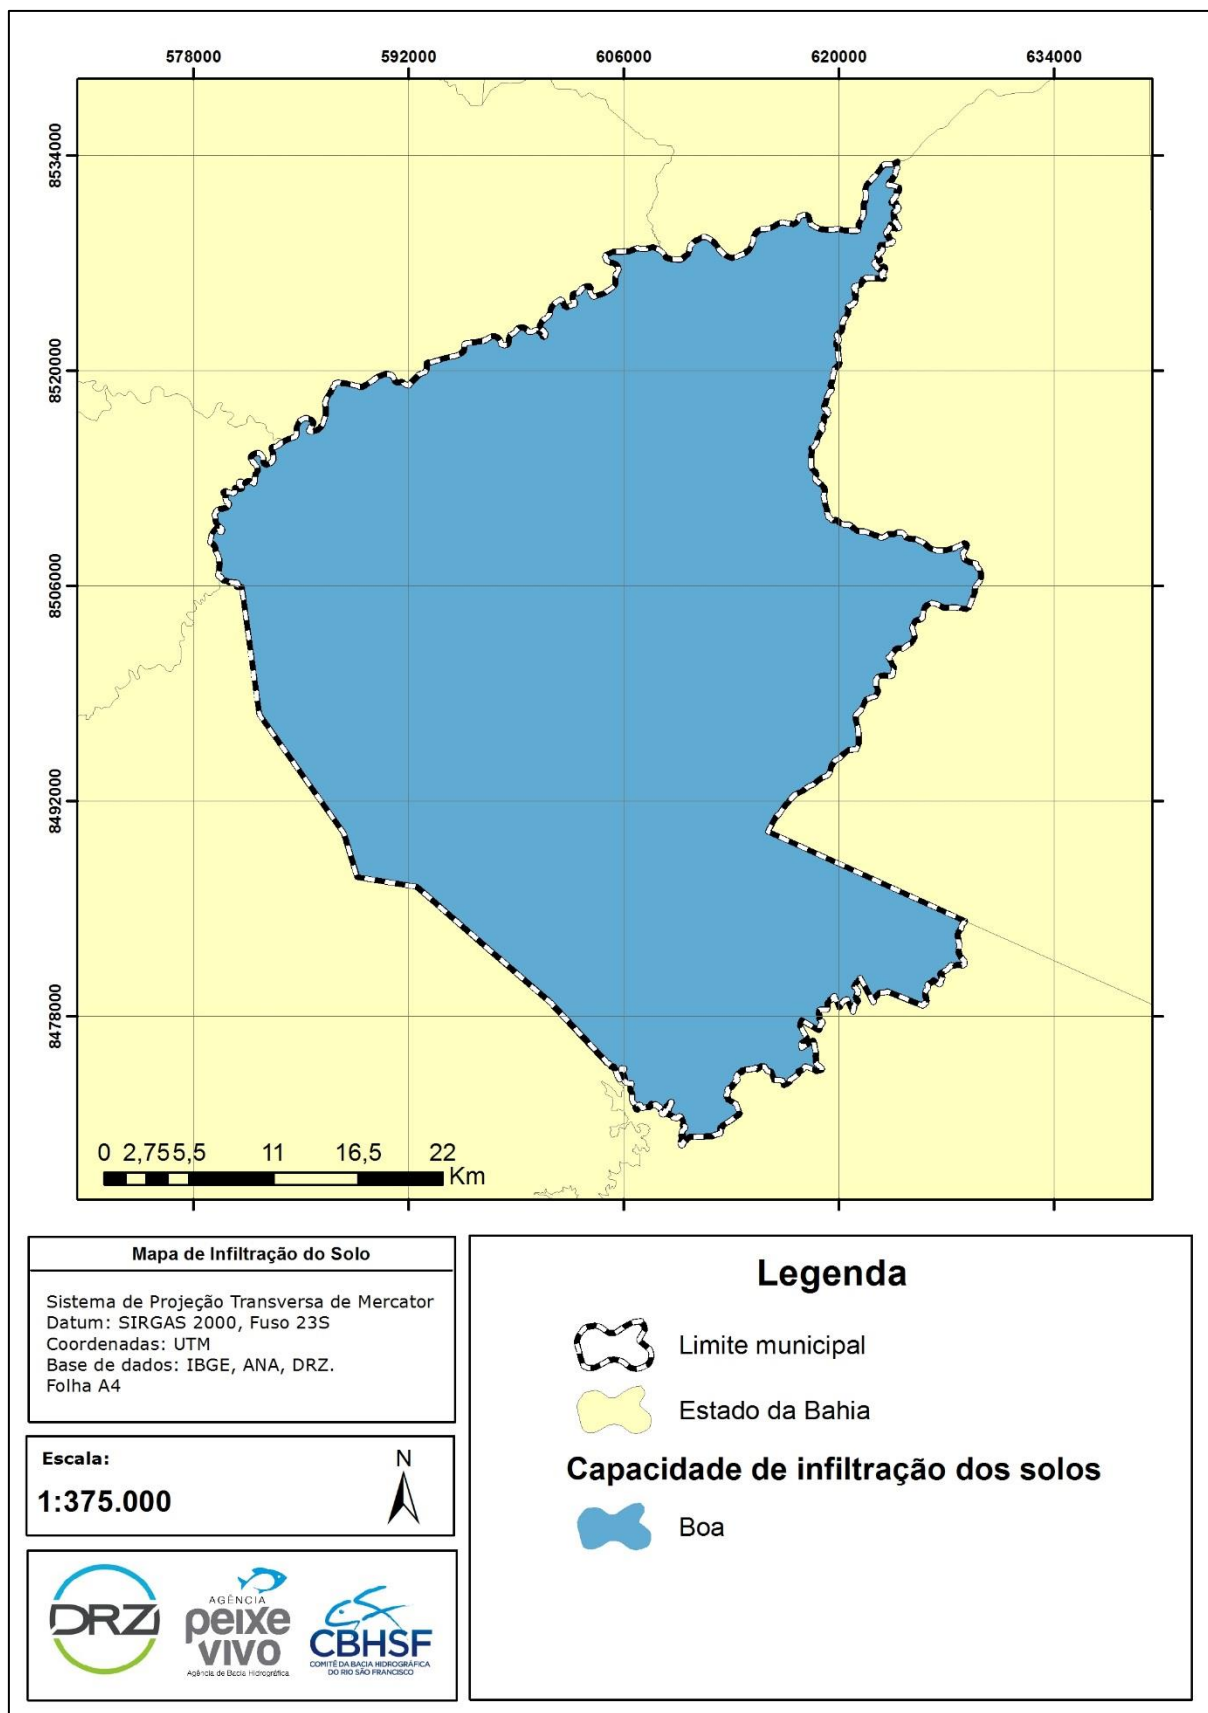 578000 592000 606000 620000 634000
8534000
8520000
8506000
8492000
8478000
0 2,75 5,5 11 16,5 22
Km
Mapa de Infiltração do Solo
Sistema de Projeção Transversa de Mercator
Datum: SIRGAS 2000, Fuso 23S
Coordenadas: UTM
Base de dados: IBGE, ANA, DRZ.
Folha A4
Escala:
1:375.000
N
DRZ
AGÊNCIA
peixe
vivo
Agência de Bacia Hidrográfica
CBHSF
COMITÊ DA BACIA HIDROGRÁFICA
DO RIO SÃO FRANCISCO
Legenda
Limite municipal
Estado da Bahia
Capacidade de infiltração dos solos
Boa